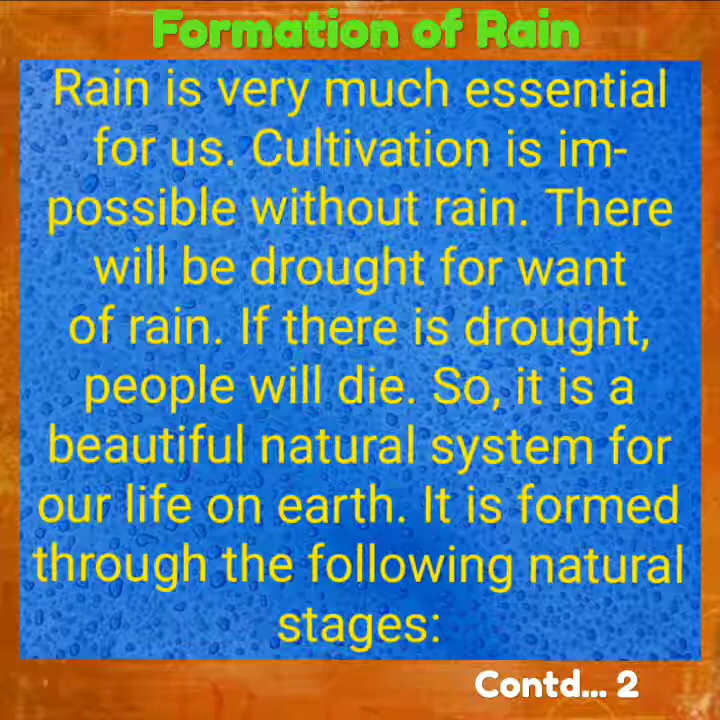 Formation of Rain
Rain is very much essential
for us. Cultivation is im-
possible without rain. There
will be drought for want
of rain. If there is drought,
people will die. So, it is a
beautiful natural system for
our life on earth. It is formed
through the following natural
stages:
Contd... 2